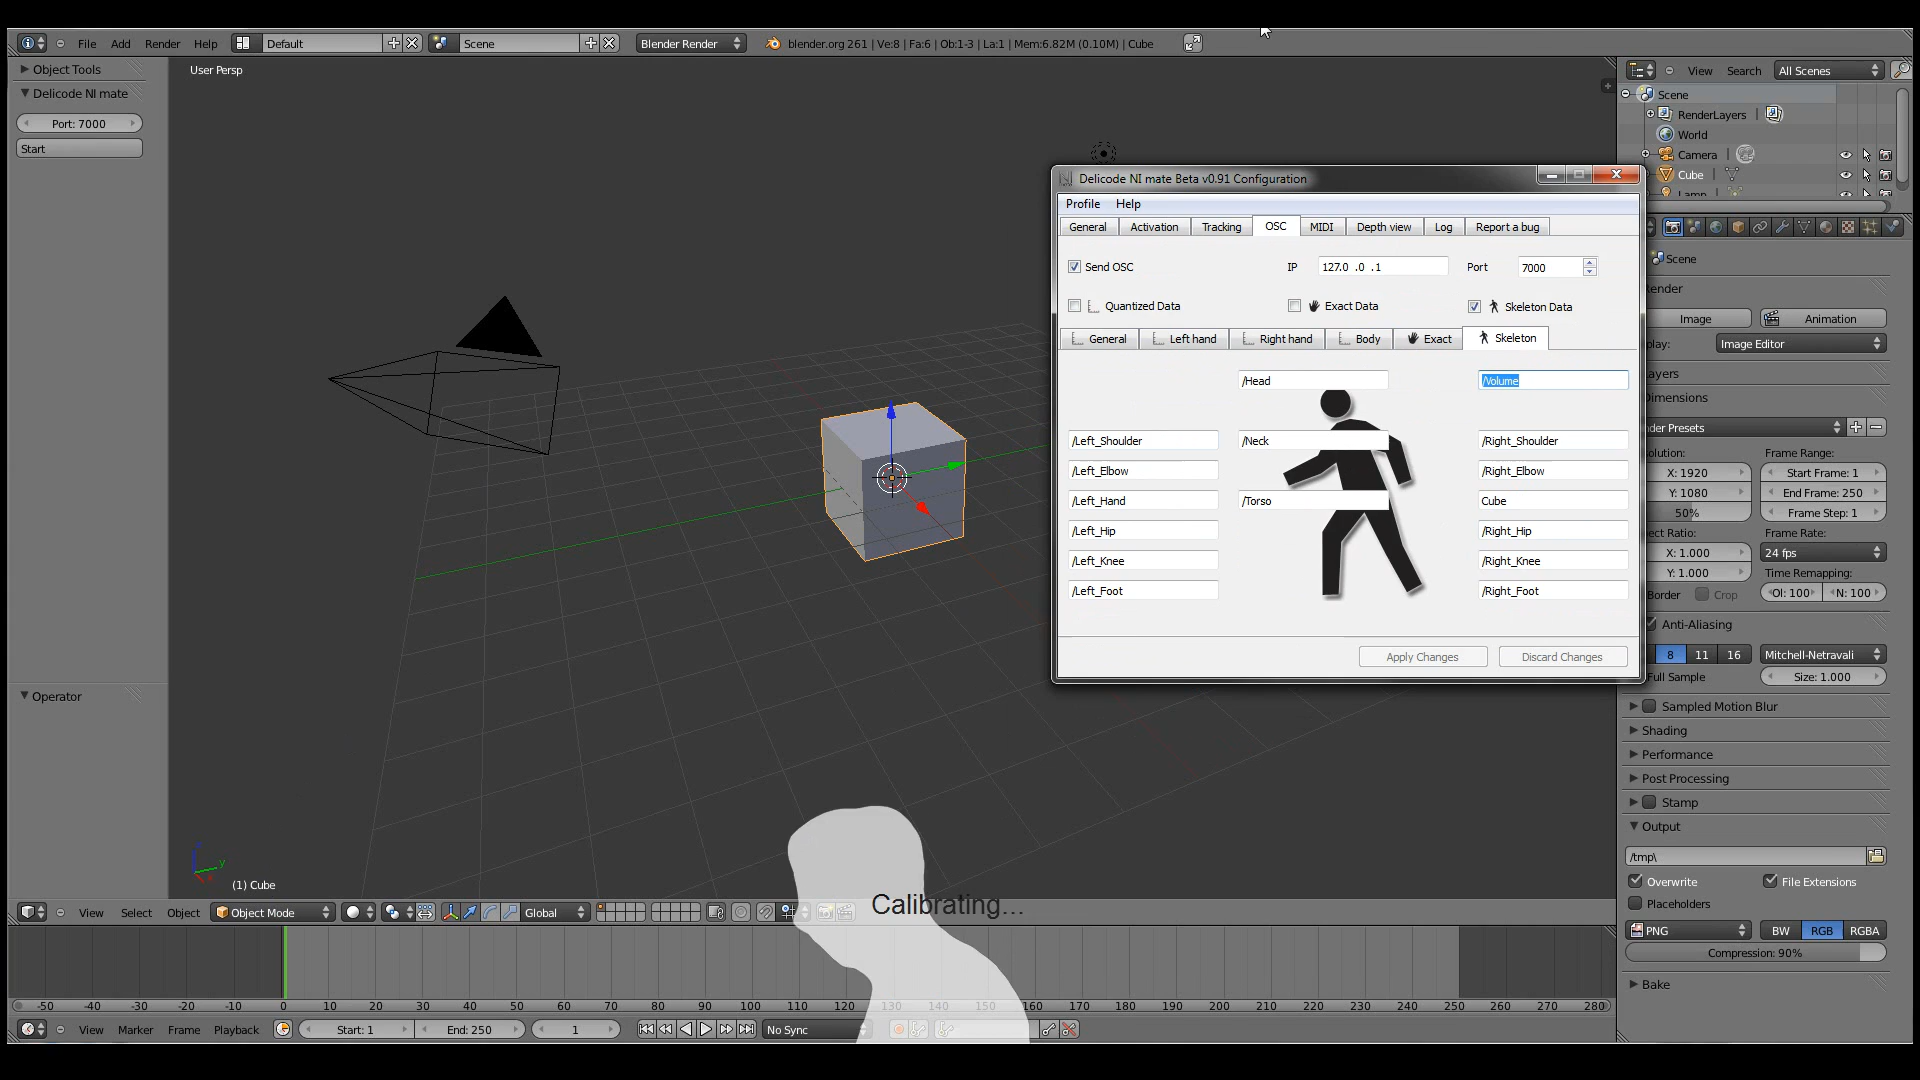 File Add Render Help Default Scene Blender Render blender.org 261 | Ve:8 | Fa:6 | Ob:1-3 | La:1 | Mem:6.82M (0.10M) | Cube
Object Tools
Delicode NI mate
Port: 7000
Start
Operator
User Persp
(1) Cube
View Select Object Object Mode Global
Calibrating...
-50 -40 -30 -20 -10 0 10 20 30 40 50 60 70 80 90 100 110 120 130 140 150 160 170 180 190 200 210 220 230 240 250 260 270 280
View Marker Frame Playback Start: 1 End: 250 1 No Sync
Delicode NI mate Beta v0.91 Configuration
Profile Help
General Activation Tracking OSC MIDI Depth view Log Report a bug
Send OSC IP 127.0 .0 .1 Port 7000
Quantized Data Exact Data Skeleton Data
General Left hand Right hand Body Exact Skeleton
/Head /Volume
/Left_Shoulder /Neck /Right_Shoulder
/Left_Elbow /Right_Elbow
/Left_Hand /Torso Cube
/Left_Hip /Right_Hip
/Left_Knee /Right_Knee
/Left_Foot /Right_Foot
Apply Changes Discard Changes
View Search All Scenes
Scene
RenderLayers
World
Camera
Cube
Lamp
Scene
ender
Image Animation
play: Image Editor
ayers
Dimensions
der Presets
olution: Frame Range:
X: 1920 Start Frame: 1
Y: 1080 End Frame: 250
50% Frame Step: 1
ect Ratio: Frame Rate:
X: 1.000 24 fps
Y: 1.000 Time Remapping:
Border Crop Ol: 100 N: 100
Anti-Aliasing
8 11 16 Mitchell-Netravali
Full Sample Size: 1.000
Sampled Motion Blur
Shading
Performance
Post Processing
Stamp
Output
/tmp\
Overwrite File Extensions
Placeholders
PNG BW RGB RGBA
Compression: 90%
Bake